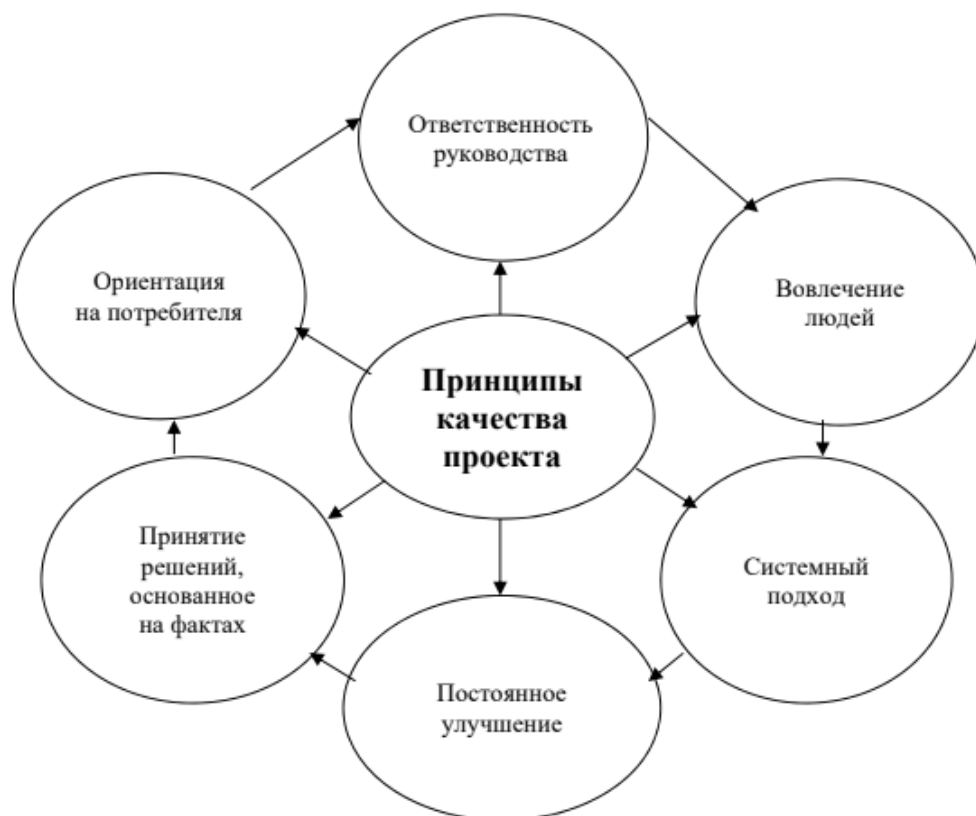 Ответственность
руководства
Ориентация
на потребителя
Вовлечение
людей
Принципы
качества
проекта
Принятие
решений,
основанное
на фактах
Системный
подход
Постоянное
улучшение